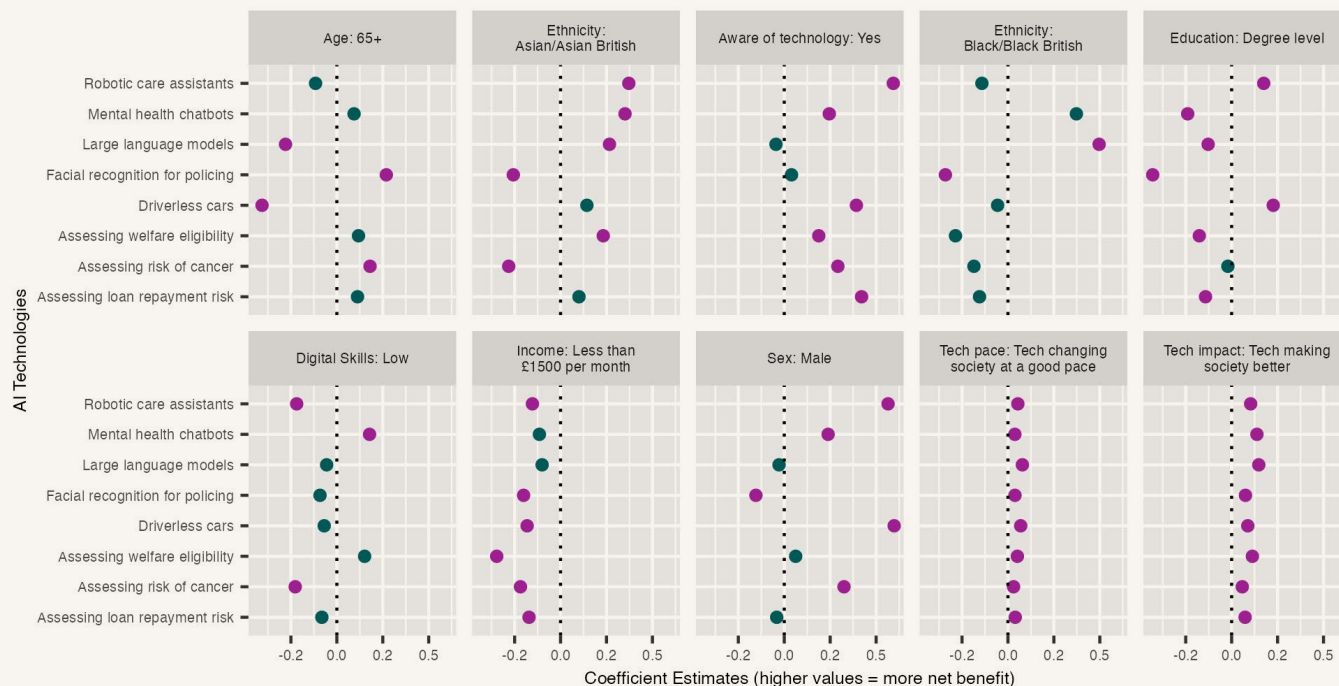 Age: 65+
Ethnicity:
Asian/Asian British
Aware of technology: Yes
Ethnicity:
Black/Black British
Education: Degree level
Robotic care assistants
Mental health chatbots
Large language models
Facial recognition for policing
Driverless cars
Assessing welfare eligibility
Assessing risk of cancer
Assessing loan repayment risk
AI Technologies
Digital Skills: Low
Income: Less than
£1500 per month
Sex: Male
Tech pace: Tech changing
society at a good pace
Tech impact: Tech making
society better
Robotic care assistants
Mental health chatbots
Large language models
Facial recognition for policing
Driverless cars
Assessing welfare eligibility
Assessing risk of cancer
Assessing loan repayment risk
-0.2 0.0 0.2 0.5 -0.2 0.0 0.2 0.5 -0.2 0.0 0.2 0.5 -0.2 0.0 0.2 0.5 -0.2 0.0 0.2 0.5
Coefficient Estimates (higher values = more net benefit)